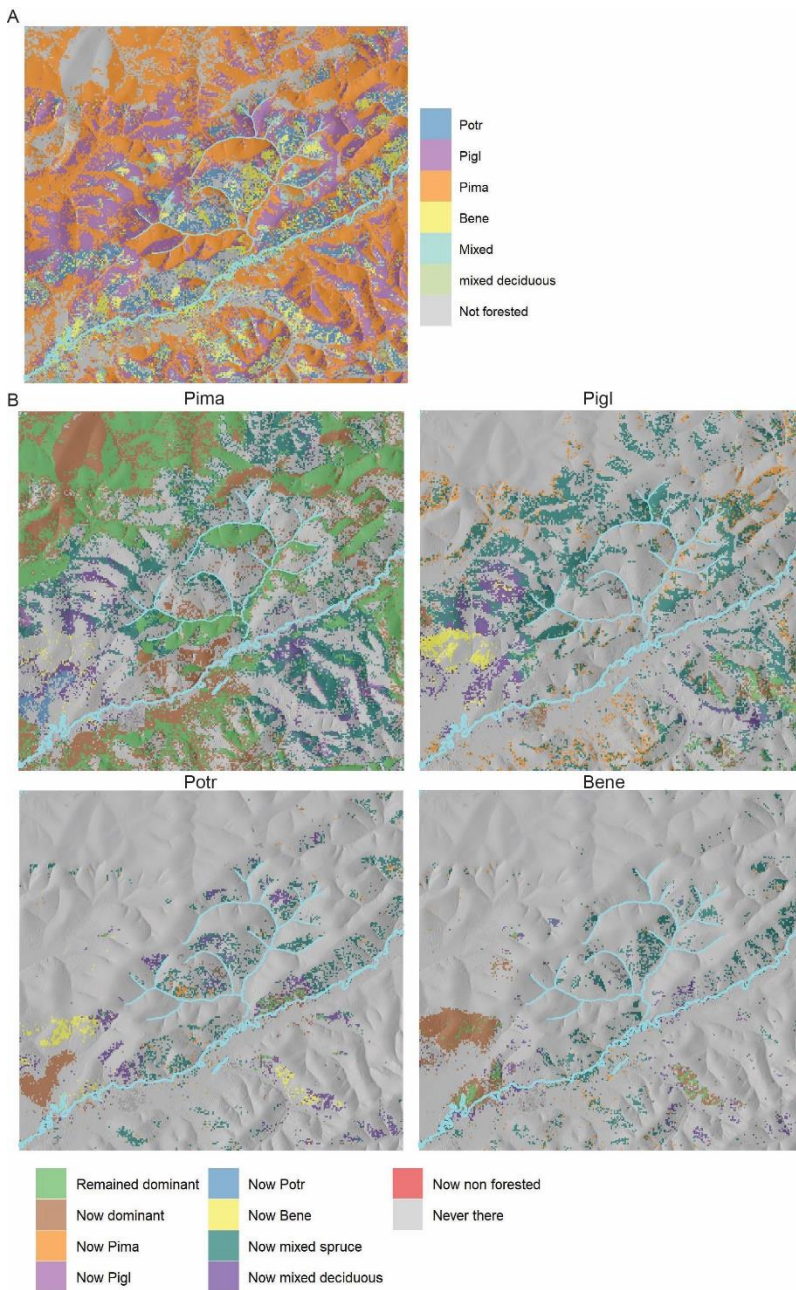 A
Potr
Pigl
Pima
Bene
Mixed
mixed deciduous
Not forested
B
Pima
Pigl
Potr
Bene
Remained dominant
Now dominant
Now Pima
Now Pigl
Now Potr
Now Bene
Now mixed spruce
Now mixed deciduous
Now non forested
Never there